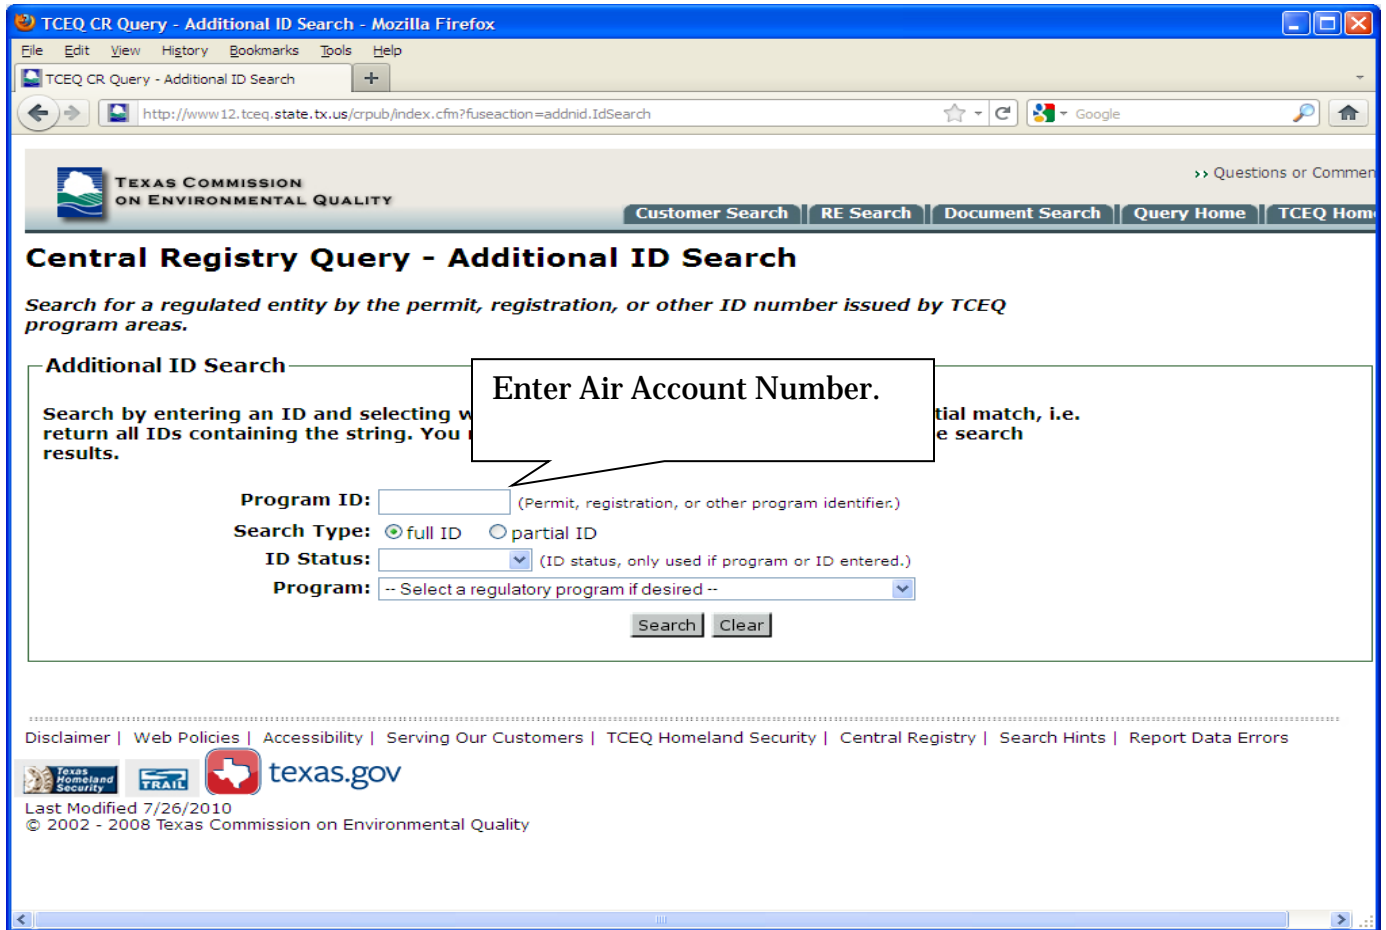 TCEQ CR Query - Additional ID Search - Mozilla Firefox
File Edit View History Bookmarks Tools Help
TCEQ CR Query - Additional ID Search +
http://www12.tceq.state.tx.us/crpub/index.cfm?fuseaction=addnid.IdSearch Google
TEXAS COMMISSION
ON ENVIRONMENTAL QUALITY
›› Questions or Commen
Customer Search RE Search Document Search Query Home TCEQ Hom
Central Registry Query - Additional ID Search
Search for a regulated entity by the permit, registration, or other ID number issued by TCEQ
program areas.
Additional ID Search
Enter Air Account Number.
Search by entering an ID and selecting w tial match, i.e.
return all IDs containing the string. You e search
results.
Program ID: (Permit, registration, or other program identifier.)
Search Type: full ID partial ID
ID Status: (ID status, only used if program or ID entered.)
Program: -- Select a regulatory program if desired --
Search Clear
Disclaimer | Web Policies | Accessibility | Serving Our Customers | TCEQ Homeland Security | Central Registry | Search Hints | Report Data Errors
Texas
Homeland
Security
TRAIL
texas.gov
Last Modified 7/26/2010
© 2002 - 2008 Texas Commission on Environmental Quality